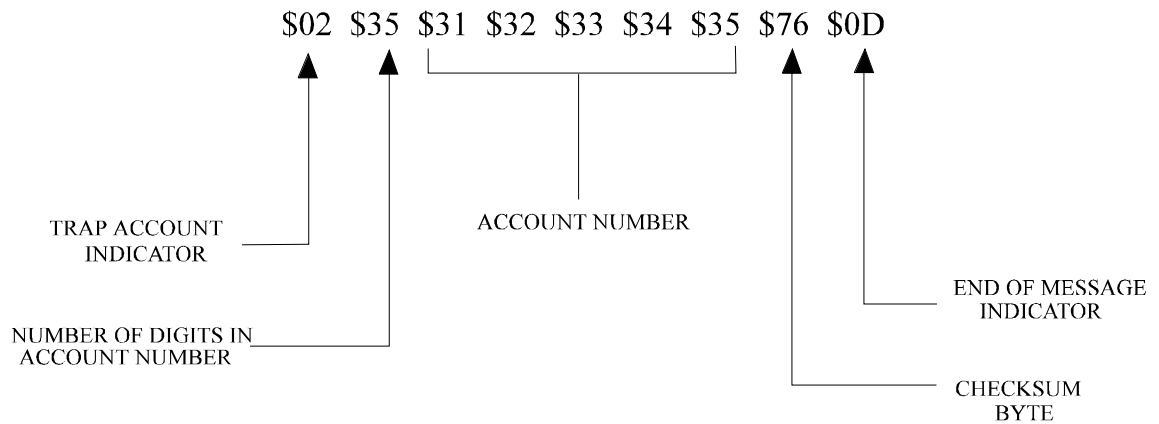 $02 $35 $31 $32 $33 $34 $35 $76 $0D
TRAP ACCOUNT
INDICATOR
ACCOUNT NUMBER
END OF MESSAGE
INDICATOR
NUMBER OF DIGITS IN
ACCOUNT NUMBER
CHECKSUM
BYTE